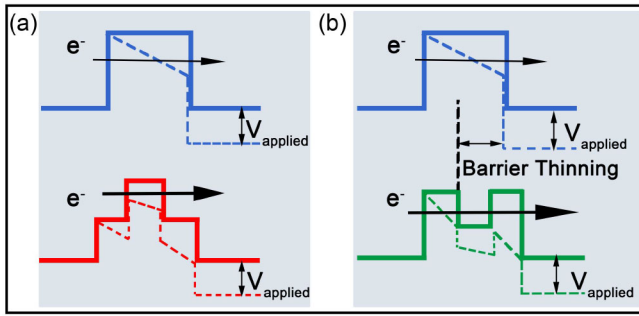 (a)
e-
V applied
e-
V applied
(b)
e-
V applied
Barrier Thinning
e-
V applied